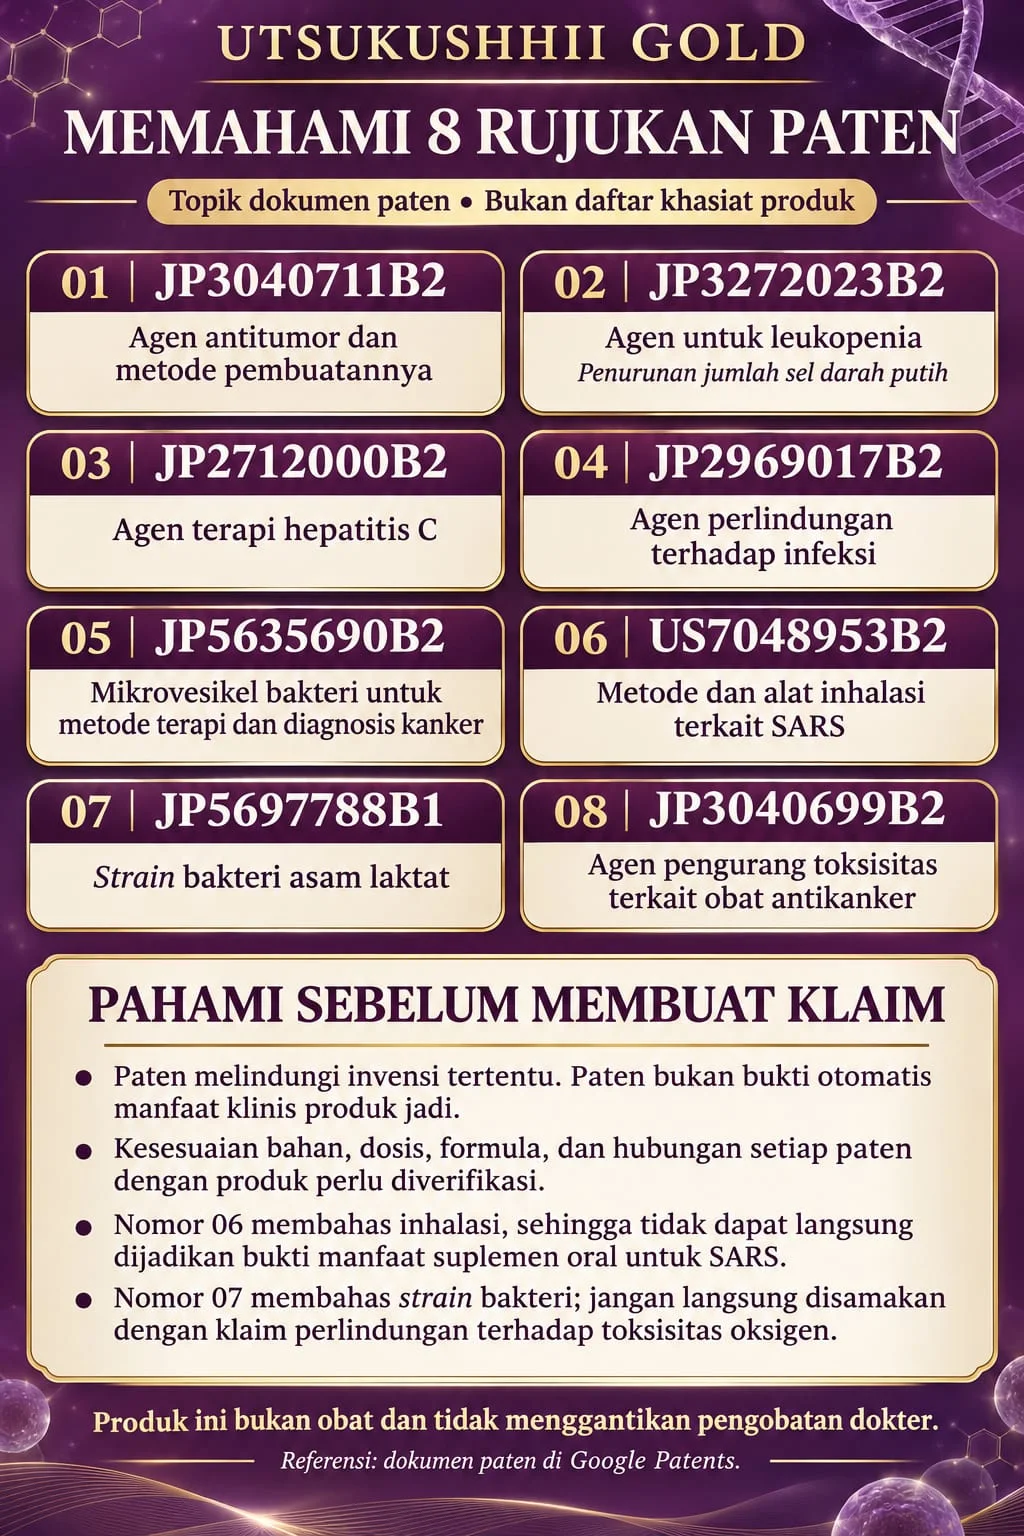 UTSUKUSHHII GOLD
MEMAHAMI 8 RUJUKAN PATEN
Topik dokumen paten • Bukan daftar khasiat produk
01 | JP3040711B2
Agen antitumor dan
metode pembuatannya
02 | JP3272023B2
Agen untuk leukopenia
Penurunan jumlah sel darah putih
03 | JP2712000B2
Agen terapi hepatitis C
04 | JP2969017B2
Agen perlindungan
terhadap infeksi
05 | JP5635690B2
Mikrovesikel bakteri untuk
metode terapi dan diagnosis kanker
06 | US7048953B2
Metode dan alat inhalasi
terkait SARS
07 | JP5697788B1
Strain bakteri asam laktat
08 | JP3040699B2
Agen pengurang toksisitas
terkait obat antikanker
PAHAMI SEBELUM MEMBUAT KLAIM
• Paten melindungi invensi tertentu. Paten bukan bukti otomatis
manfaat klinis produk jadi.
• Kesesuaian bahan, dosis, formula, dan hubungan setiap paten
dengan produk perlu diverifikasi.
• Nomor 06 membahas inhalasi, sehingga tidak dapat langsung
dijadikan bukti manfaat suplemen oral untuk SARS.
• Nomor 07 membahas strain bakteri; jangan langsung disamakan
dengan klaim perlindungan terhadap toksisitas oksigen.
Produk ini bukan obat dan tidak menggantikan pengobatan dokter.
Referensi: dokumen paten di Google Patents.